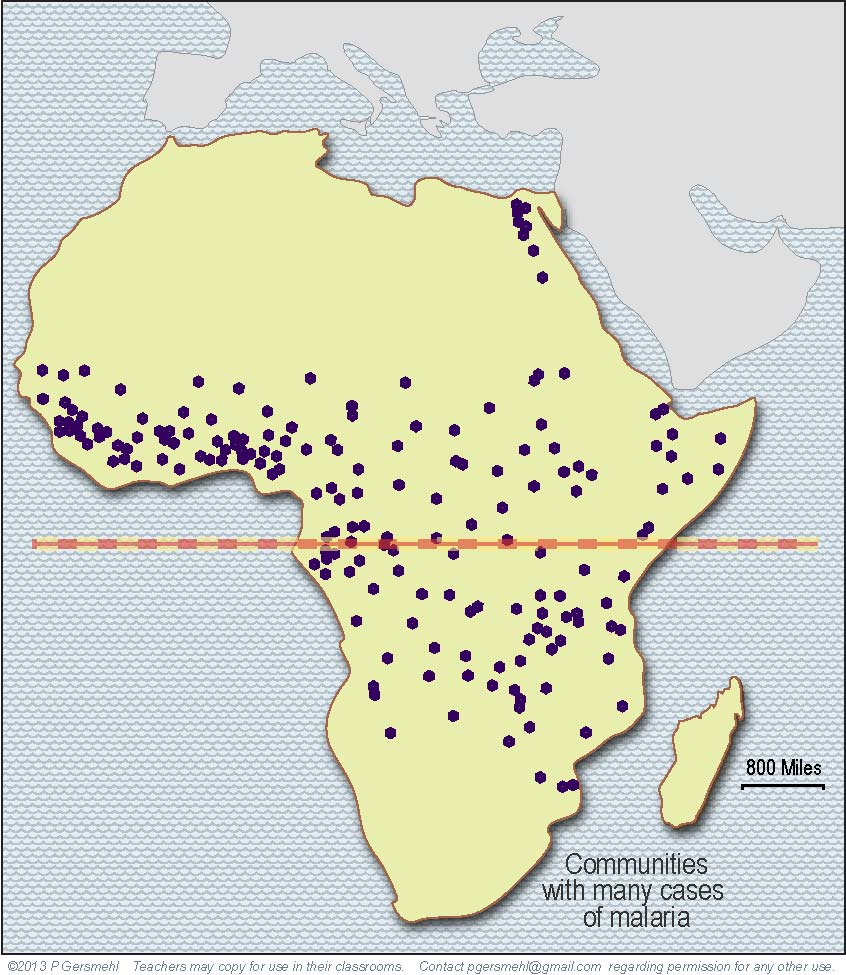 800 Miles
Communities
with many cases
of malaria
©2013 P Gersmehl Teachers may copy for use in their classrooms. Contact pgersmehl@gmail.com regarding permission for any other use.